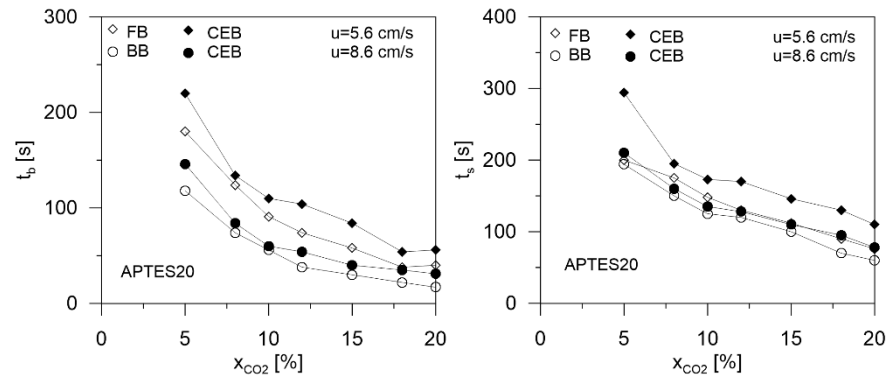 300
200
100
0
t_b [s]
◇ FB ◆ CEB u=5.6 cm/s
○ BB ● CEB u=8.6 cm/s
APTES20
0 5 10 15 20
x_CO2 [%]
400
300
200
100
0
t_s [s]
◇ FB ◆ CEB u=5.6 cm/s
○ BB ● CEB u=8.6 cm/s
APTES20
0 5 10 15 20
x_CO2 [%]